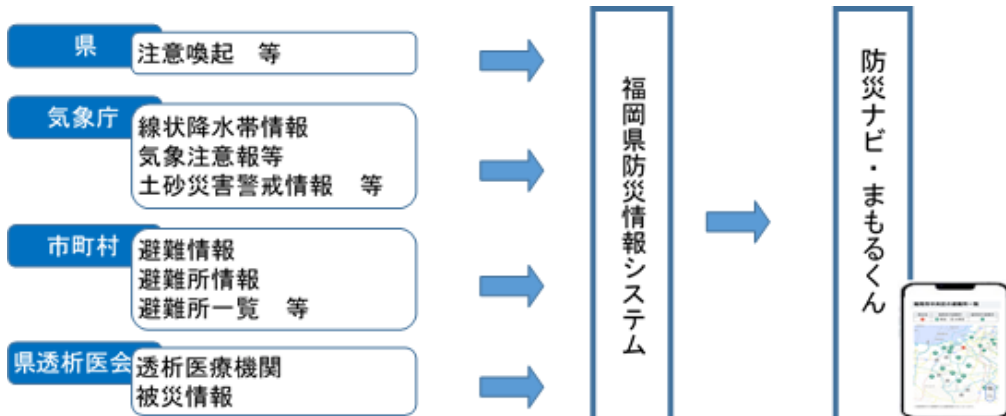 県
注意喚起　等
気象庁
線状降水帯情報
気象注意報等
土砂災害警戒情報　等
市町村
避難情報
避難所情報
避難所一覧　等
県透析医会
透析医療機関
被災情報
福岡県防災情報システム
防災ナビ・まもるくん